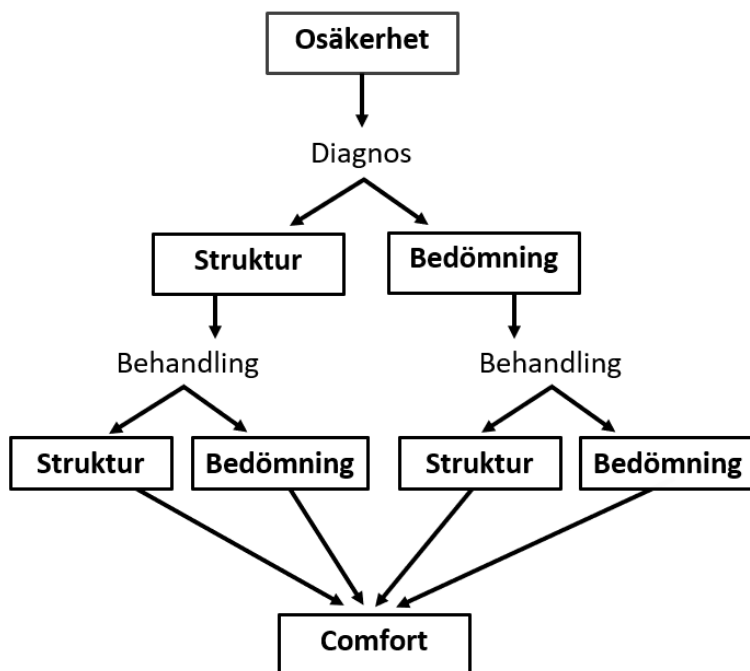 Osäkerhet
Diagnos
Struktur
Bedömning
Behandling
Behandling
Struktur
Bedömning
Struktur
Bedömning
Comfort